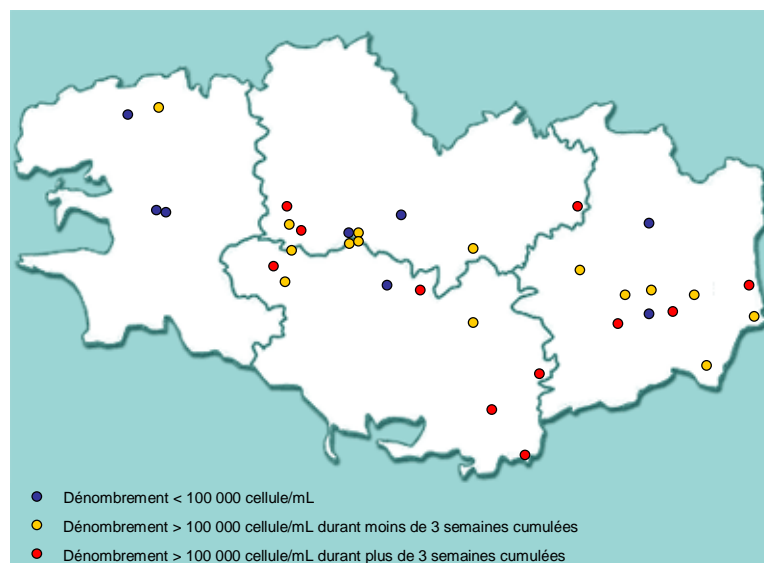 Dénombrement < 100 000 cellule/mL
Dénombrement > 100 000 cellule/mL durant moins de 3 semaines cumulées
Dénombrement > 100 000 cellule/mL durant plus de 3 semaines cumulées